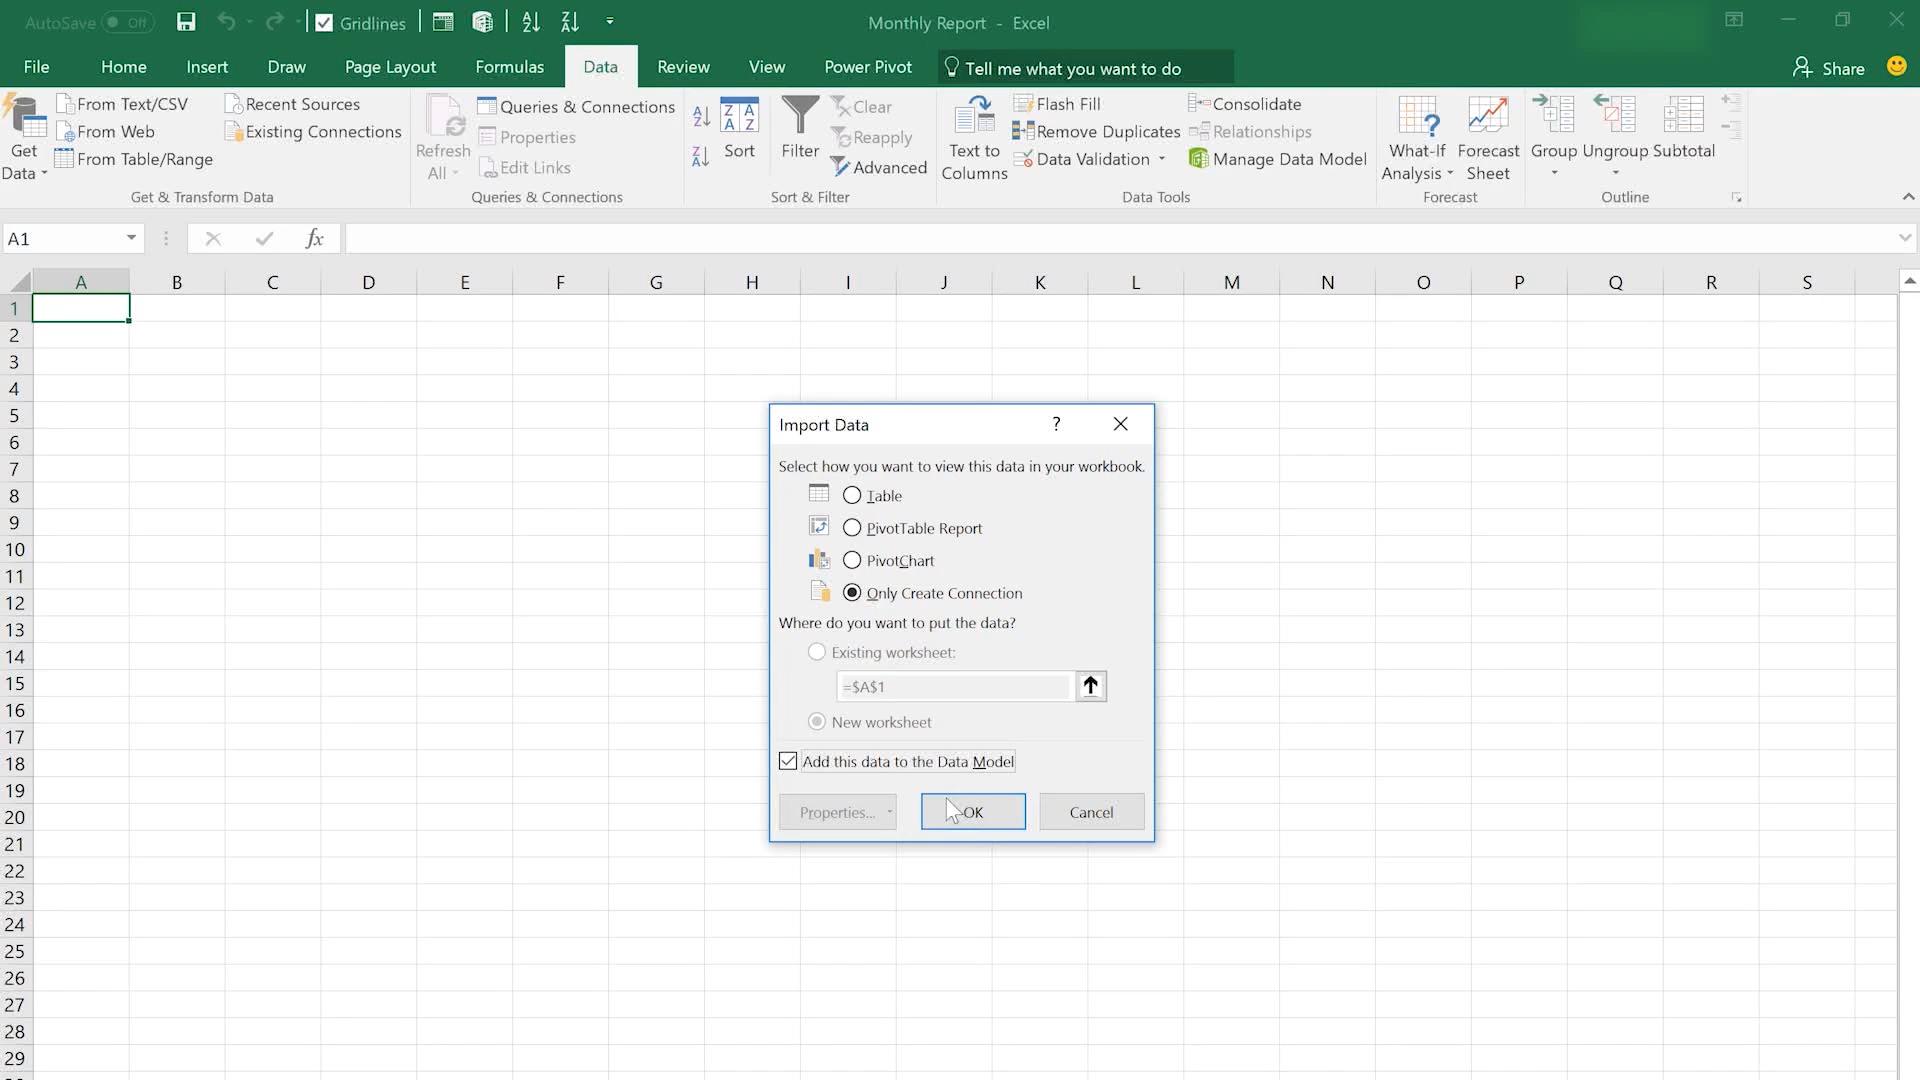 AutoSave Off Gridlines Monthly Report - Excel
File Home Insert Draw Page Layout Formulas Data Review View Power Pivot Tell me what you want to do Share
Get Data
From Text/CSV
From Web
From Table/Range
Recent Sources
Existing Connections
Get & Transform Data
Refresh All
Queries & Connections
Properties
Edit Links
Queries & Connections
Sort
Filter
Clear
Reapply
Advanced
Sort & Filter
Text to Columns
Flash Fill
Remove Duplicates
Data Validation
Consolidate
Relationships
Manage Data Model
Data Tools
What-If Analysis
Forecast Sheet
Forecast
Group Ungroup Subtotal
Outline
A1 fx
A B C D E F G H I J K L M N O P Q R S
1
2
3
4
5
6
7
8
9
10
11
12
13
14
15
16
17
18
19
20
21
22
23
24
25
26
27
28
29
Import Data ?
Select how you want to view this data in your workbook.
Table
PivotTable Report
PivotChart
Only Create Connection
Where do you want to put the data?
Existing worksheet:
=$A$1
New worksheet
Add this data to the Data Model
Properties... OK Cancel